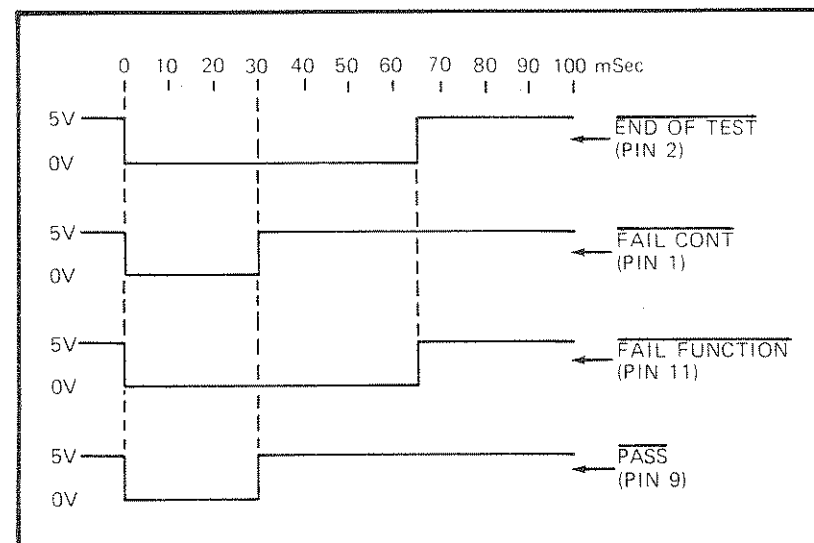 0 10 20 30 40 50 60 70 80 90 100 mSec
5V
0V
END OF TEST
(PIN 2)
5V
0V
FAIL CONT
(PIN 1)
5V
0V
FAIL FUNCTION
(PIN 11)
5V
0V
PASS
(PIN 9)